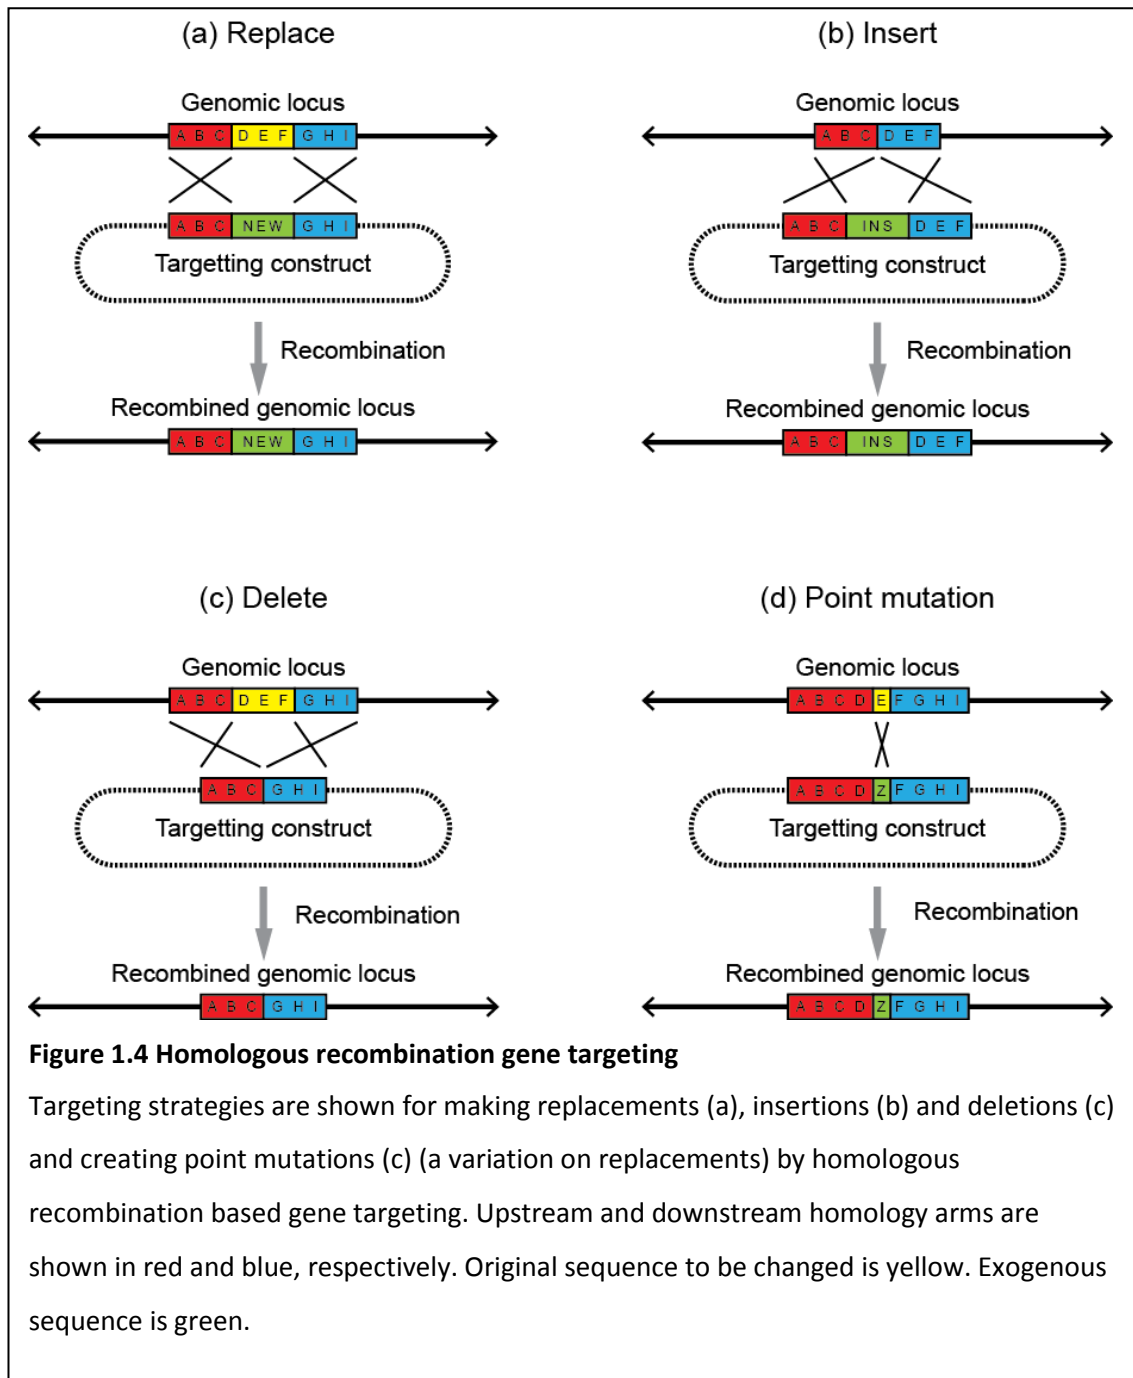 (a) Replace
Genomic locus
A B C D E F G H I
A B C NEW G H I
Targetting construct
Recombination
Recombined genomic locus
A B C NEW G H I
(b) Insert
Genomic locus
A B C D E F
A B C INS D E F
Targetting construct
Recombination
Recombined genomic locus
A B C INS D E F
(c) Delete
Genomic locus
A B C D E F G H I
A B C G H I
Targetting construct
Recombination
Recombined genomic locus
A B C G H I
(d) Point mutation
Genomic locus
A B C D E F G H I
A B C D Z F G H I
Targetting construct
Recombination
Recombined genomic locus
A B C D Z F G H I
Figure 1.4 Homologous recombination gene targeting
Targeting strategies are shown for making replacements (a), insertions (b) and deletions (c)
and creating point mutations (c) (a variation on replacements) by homologous
recombination based gene targeting. Upstream and downstream homology arms are
shown in red and blue, respectively. Original sequence to be changed is yellow. Exogenous
sequence is green.